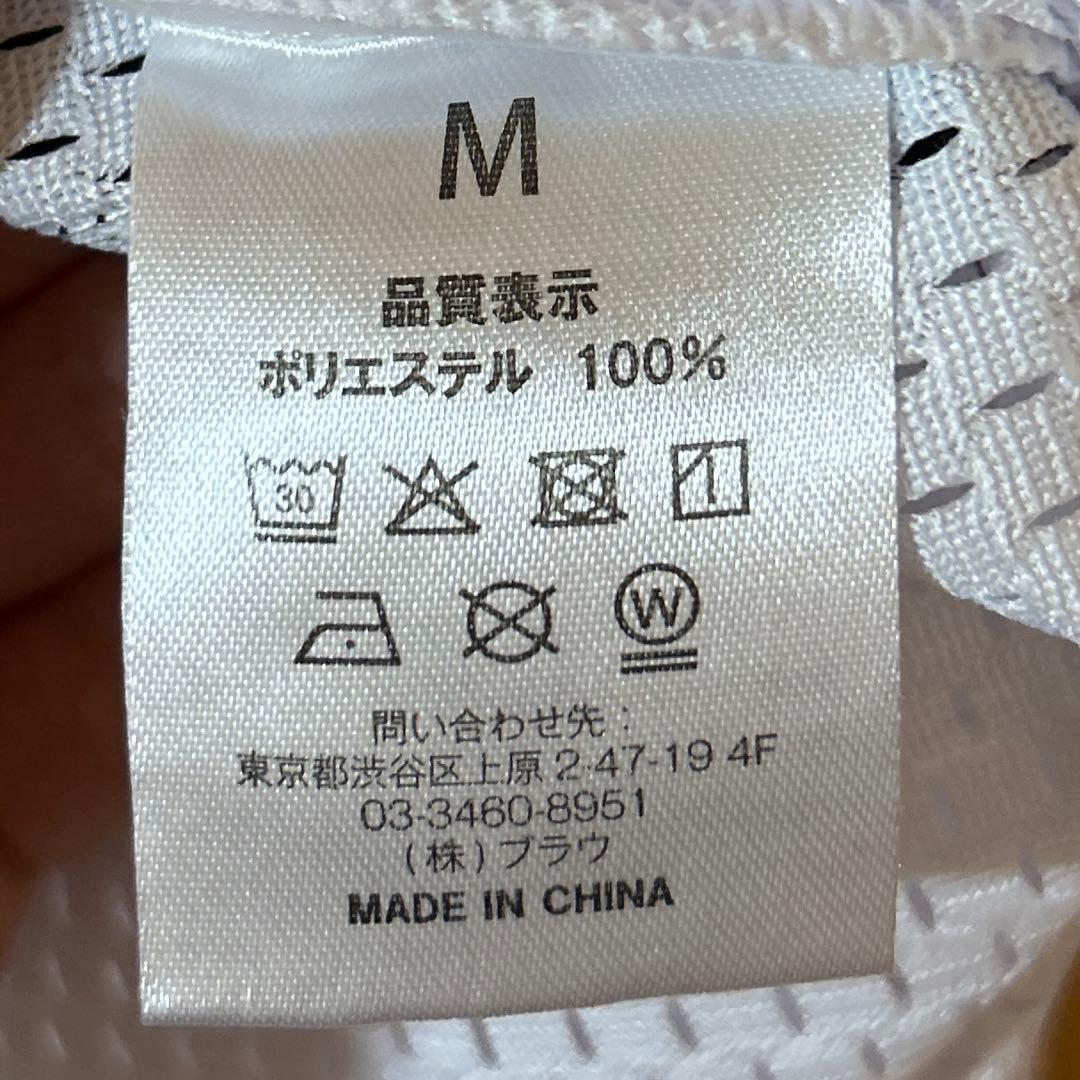 M
品質表示
ポリエステル 100%
30
W
問い合わせ先：
東京都渋谷区上原2-47-19 4F
03-3460-8951
(株)ブラウ
MADE IN CHINA